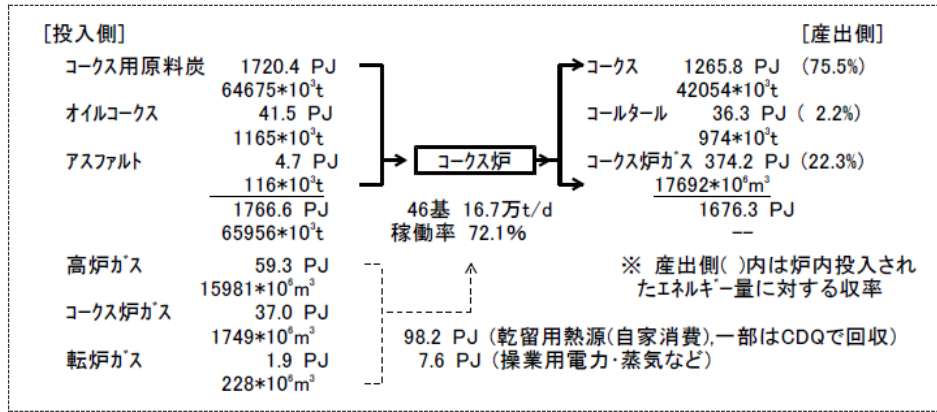 [投入側] [産出側]
コークス用原料炭 1720.4 PJ コークス 1265.8 PJ (75.5%)
64675*10³t 42054*10³t
オイルコークス 41.5 PJ コールタール 36.3 PJ ( 2.2%)
1165*10³t 974*10³t
アスファルト 4.7 PJ コークス炉 コークス炉ガス 374.2 PJ (22.3%)
116*10³t 17692*10⁶m³
1766.6 PJ 46基 16.7万t/d 1676.3 PJ
65956*10³t 稼働率 72.1% --
高炉ガス 59.3 PJ ※ 産出側( )内は炉内投入され
15981*10⁶m³ たエネルギー量に対する収率
コークス炉ガス 37.0 PJ
1749*10⁶m³ 98.2 PJ (乾留用熱源(自家消費),一部はCDQで回収)
転炉ガス 1.9 PJ 7.6 PJ (操業用電力・蒸気など)
228*10⁶m³